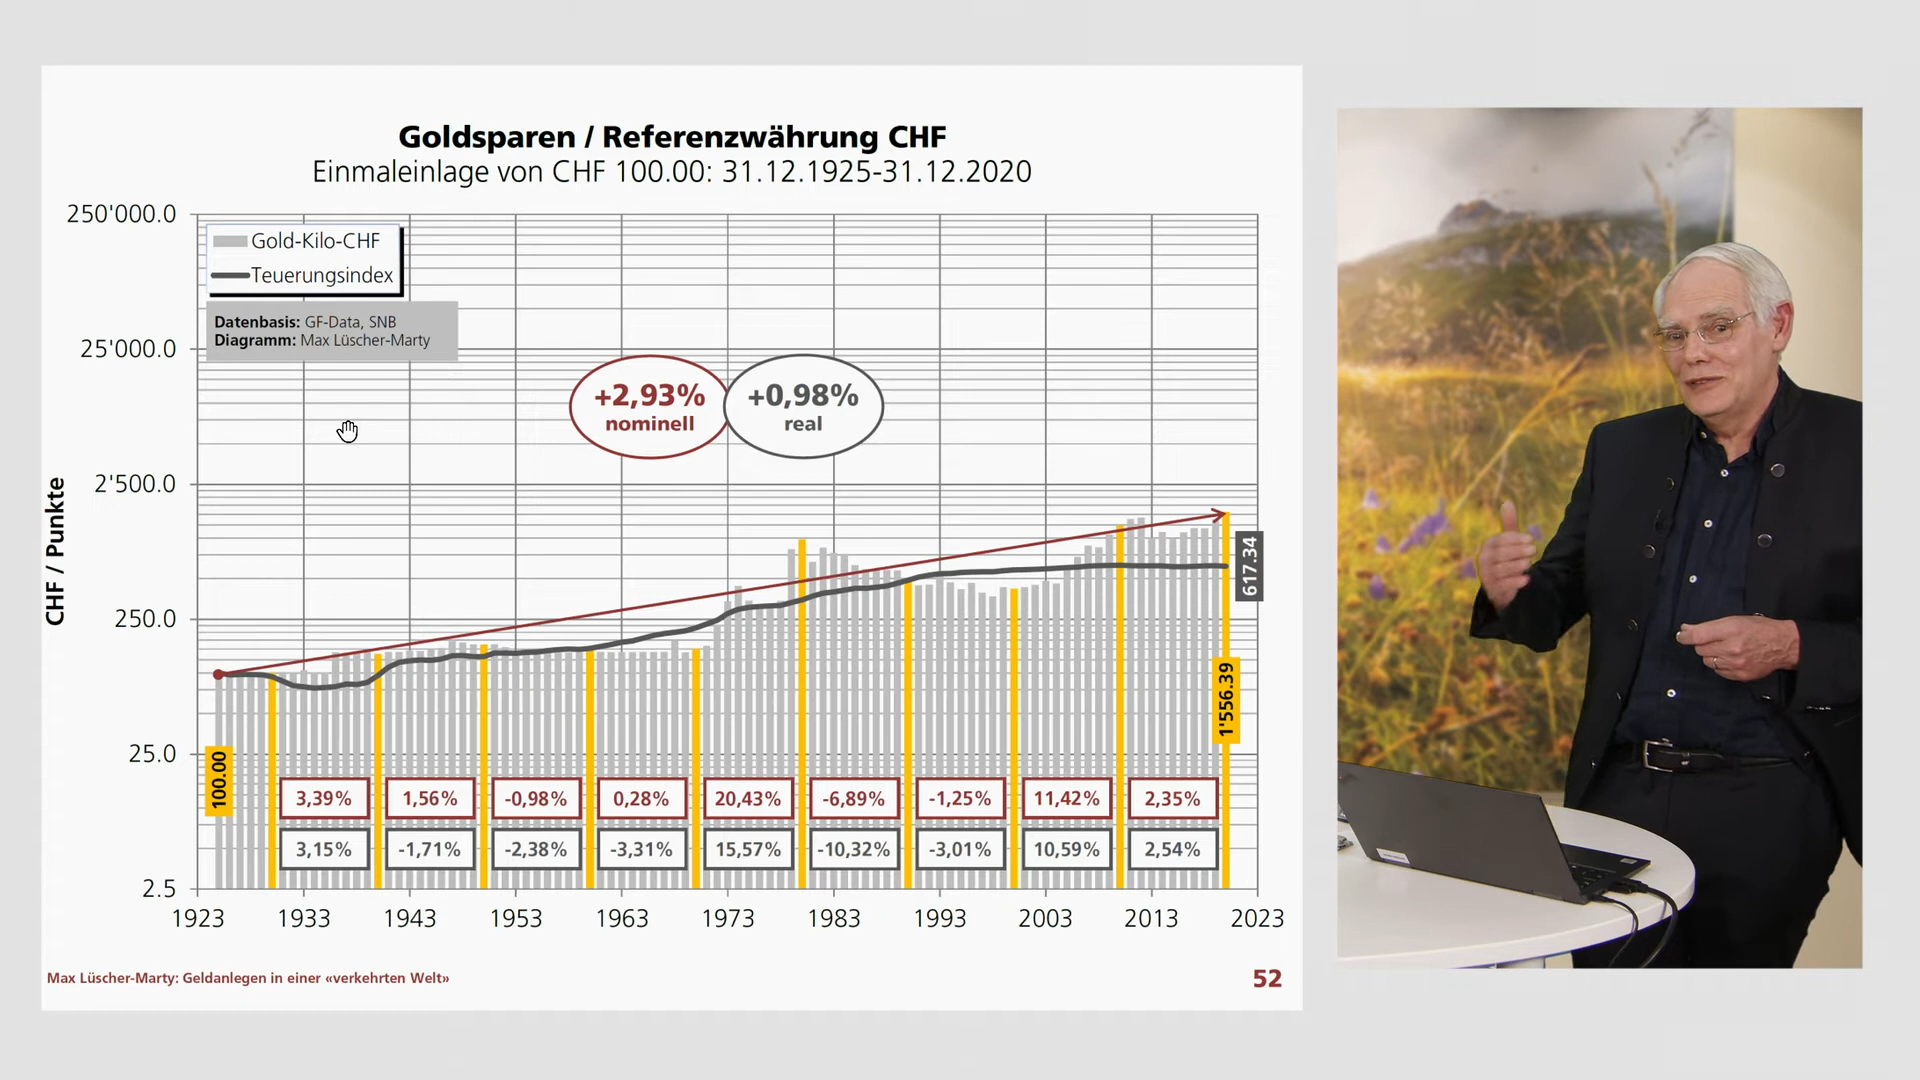 Goldsparen / Referenzwährung CHF
Einmaleinlage von CHF 100.00: 31.12.1925-31.12.2020
250'000.0
25'000.0
2'500.0
250.0
25.0
2.5
CHF / Punkte
Gold-Kilo-CHF
Teuerungsindex
Datenbasis: GF-Data, SNB
Diagramm: Max Lüscher-Marty
+2,93%
nominell
+0,98%
real
617.34
1'556.39
100.00
3,39% 1,56% -0,98% 0,28% 20,43% -6,89% -1,25% 11,42% 2,35%
3,15% -1,71% -2,38% -3,31% 15,57% -10,32% -3,01% 10,59% 2,54%
1923 1933 1943 1953 1963 1973 1983 1993 2003 2013 2023
Max Lüscher-Marty: Geldanlegen in einer «verkehrten Welt»
52